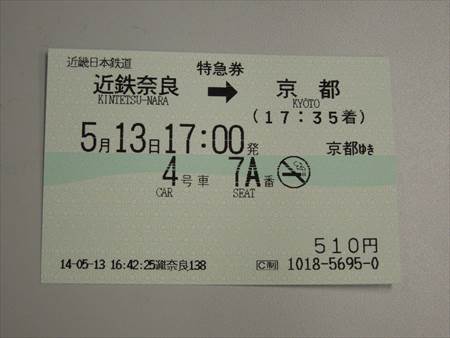 近畿日本鉄道
特急券
近鉄奈良 → 京都
KINTETSU-NARA KYOTO
(17:35着)
5月13日17:00発 京都ゆき
4号車 7A番
CAR SEAT
510円
14-05-13 16:42:25 奈良138 C制 1018-5695-0